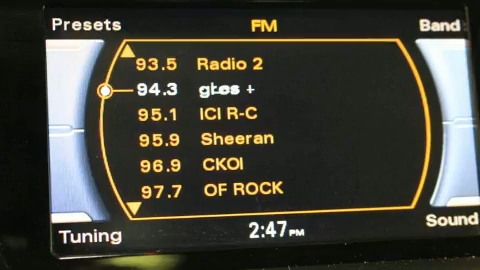 Presets FM Band
93.5 Radio 2
94.3
95.1 ICI R-C
95.9 Sheeran
96.9 CKOI
97.7 OF ROCK
Tuning 2:47PM Sound